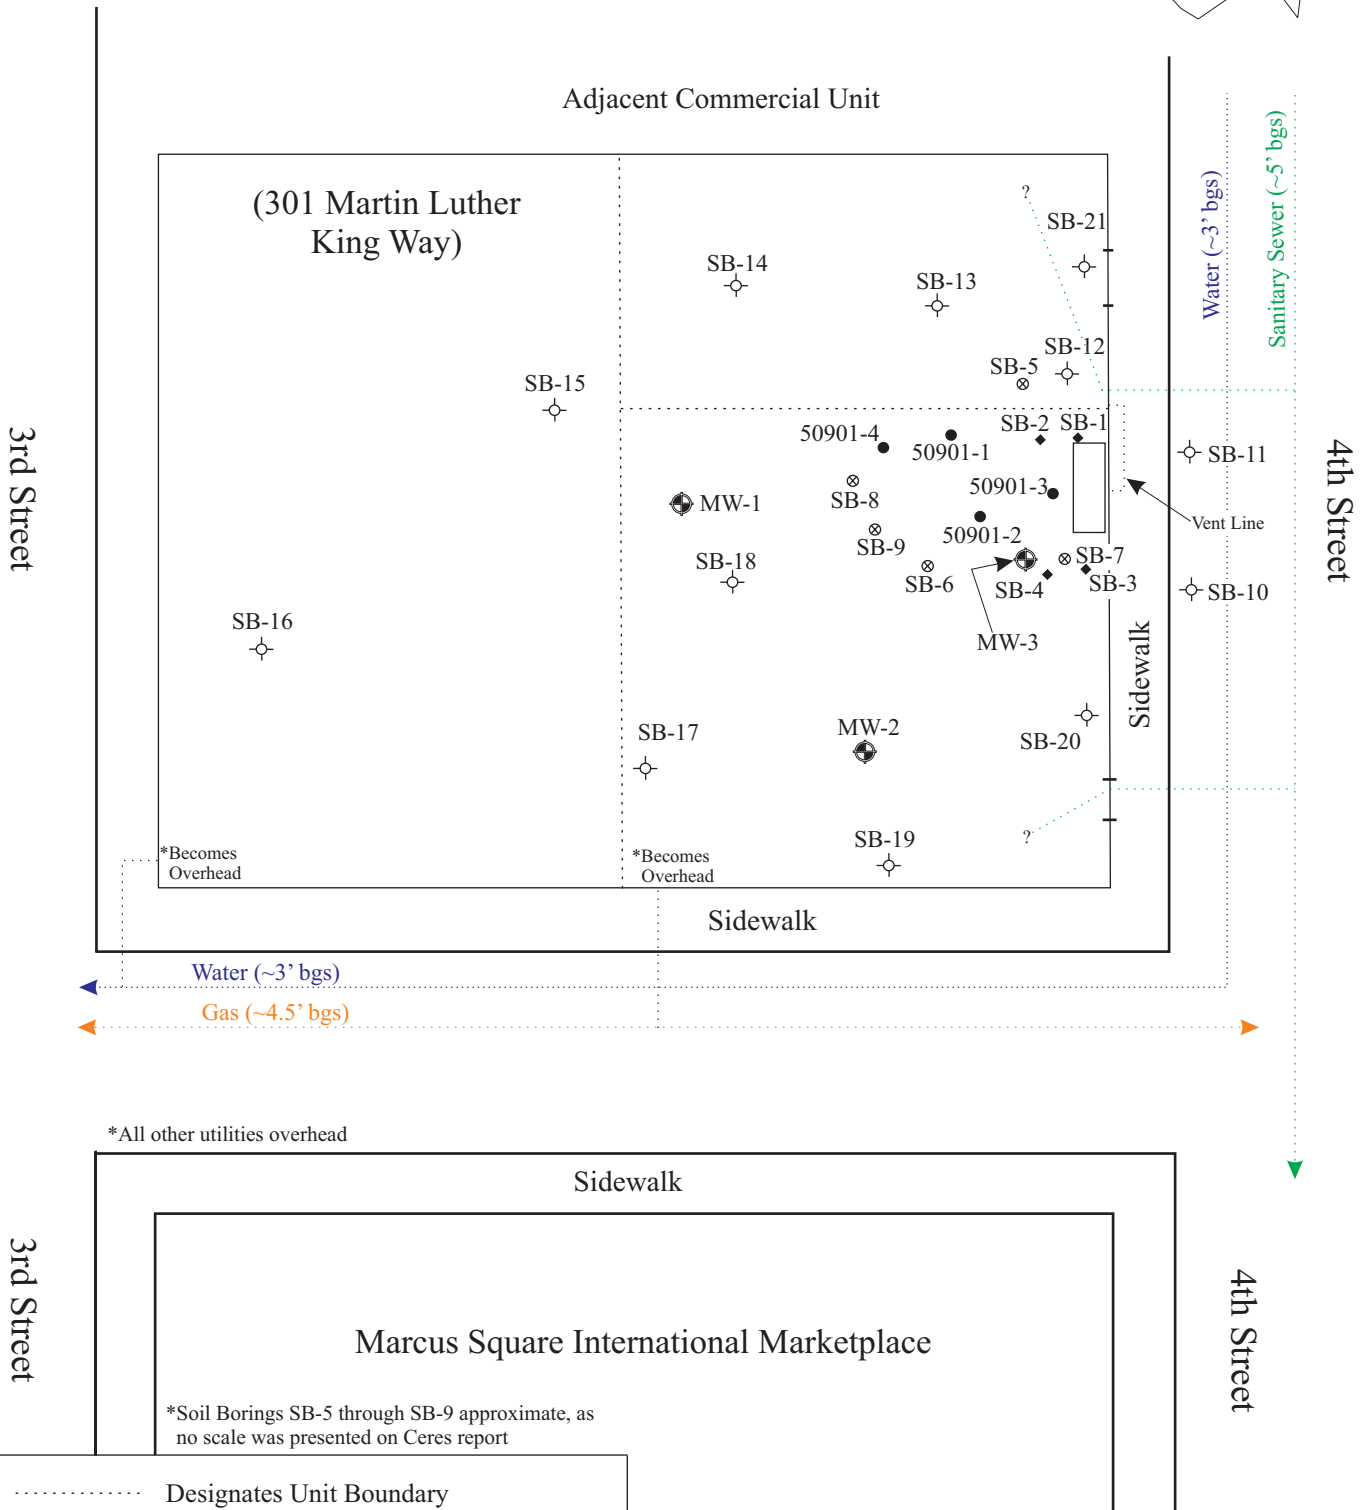 Adjacent Commercial Unit
(301 Martin Luther
King Way)
Water (~3' bgs)
Sanitary Sewer (~5' bgs)
?
SB-21
SB-14
SB-13
SB-12
SB-5
SB-15
3rd Street
4th Street
50901-4
50901-1
SB-2
SB-1
SB-11
50901-3
SB-8
MW-1
Vent Line
50901-2
SB-9
SB-7
SB-18
SB-6
SB-4
SB-3
SB-10
SB-16
MW-3
Sidewalk
SB-17
MW-2
SB-20
?
SB-19
*Becomes
Overhead
*Becomes
Overhead
Sidewalk
Water (~3' bgs)
Gas (~4.5' bgs)
*All other utilities overhead
Sidewalk
3rd Street
4th Street
Marcus Square International Marketplace
*Soil Borings SB-5 through SB-9 approximate, as
no scale was presented on Ceres report
Designates Unit Boundary